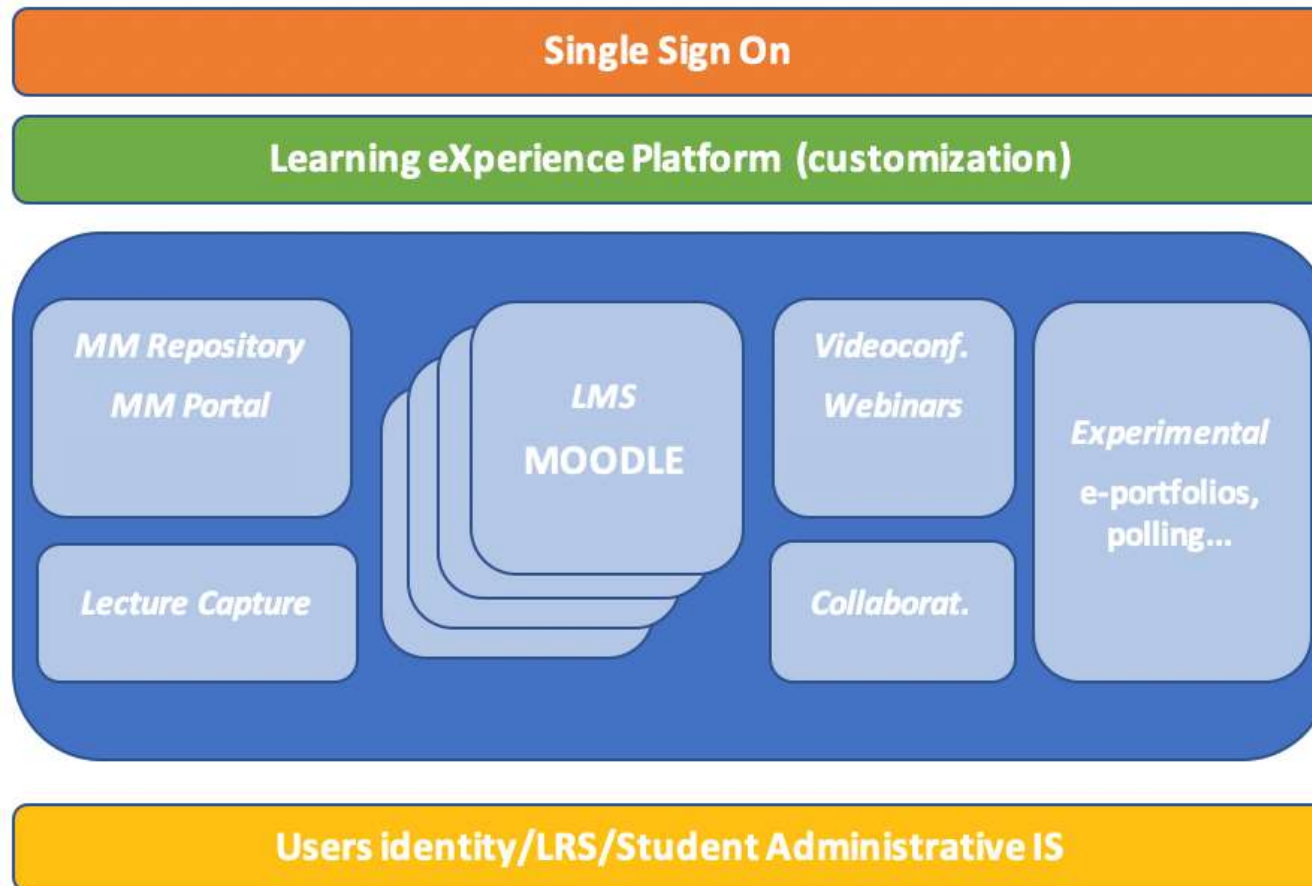 Single Sign On
Learning eXperience Platform (customization)
MM Repository
MM Portal
Lecture Capture
LMS
MOODLE
Videoconf.
Webinars
Collaborat.
Experimental
e-portfolios,
polling...
Users identity/LRS/Student Administrative IS